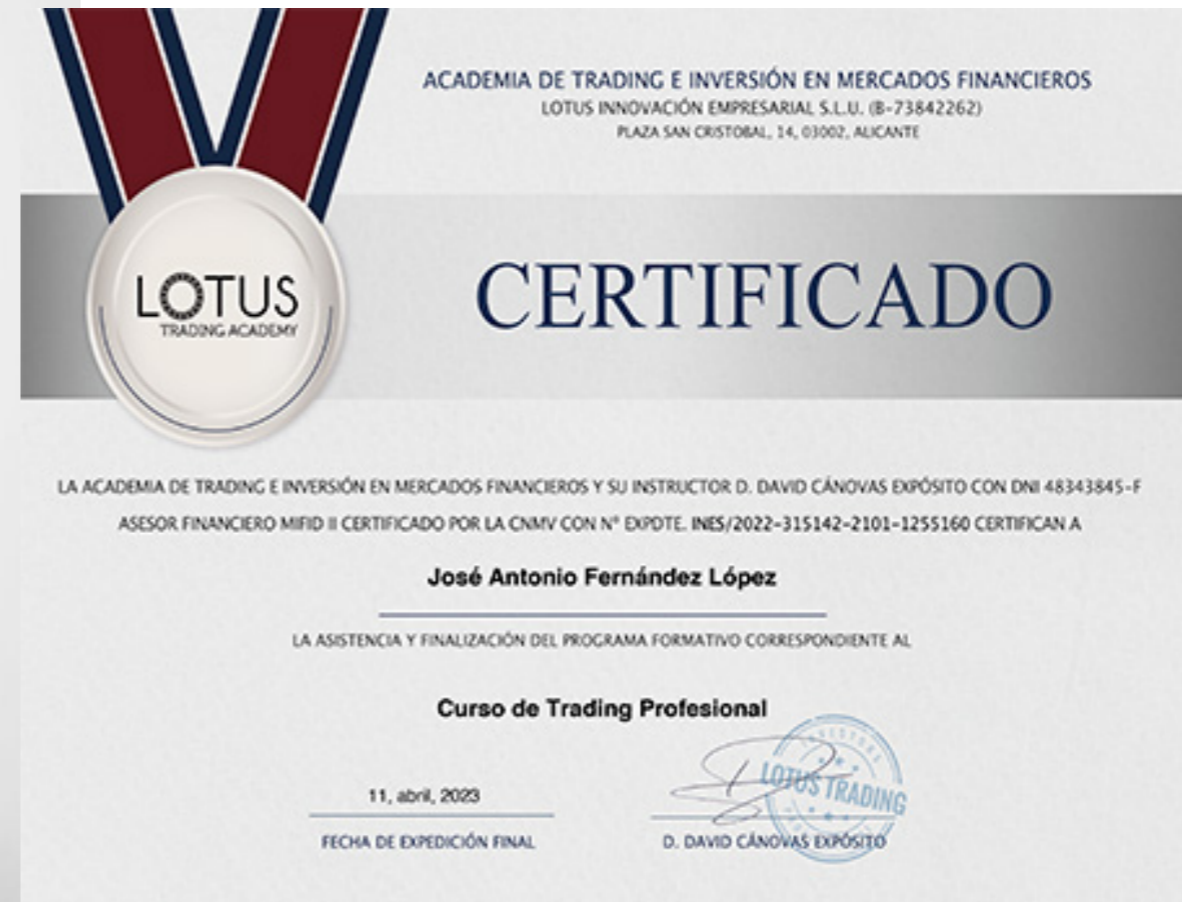 ACADEMIA DE TRADING E INVERSIÓN EN MERCADOS FINANCIEROS
LOTUS INNOVACIÓN EMPRESARIAL S.L.U. (B-73842262)
PLAZA SAN CRISTOBAL, 14, 03002, ALICANTE
LOTUS
TRADING ACADEMY
CERTIFICADO
LA ACADEMIA DE TRADING E INVERSIÓN EN MERCADOS FINANCIEROS Y SU INSTRUCTOR D. DAVID CÁNOVAS EXPÓSITO CON DNI 48343845-F
ASESOR FINANCIERO MIFID II CERTIFICADO POR LA CNMV CON Nº EXPDTE. INES/2022-315142-2101-1255160 CERTIFICAN A
José Antonio Fernández López
LA ASISTENCIA Y FINALIZACIÓN DEL PROGRAMA FORMATIVO CORRESPONDIENTE AL
Curso de Trading Profesional
INVESTORS
LOTUS TRADING
11, abril, 2023
FECHA DE EXPEDICIÓN FINAL
D. DAVID CÁNOVAS EXPÓSITO